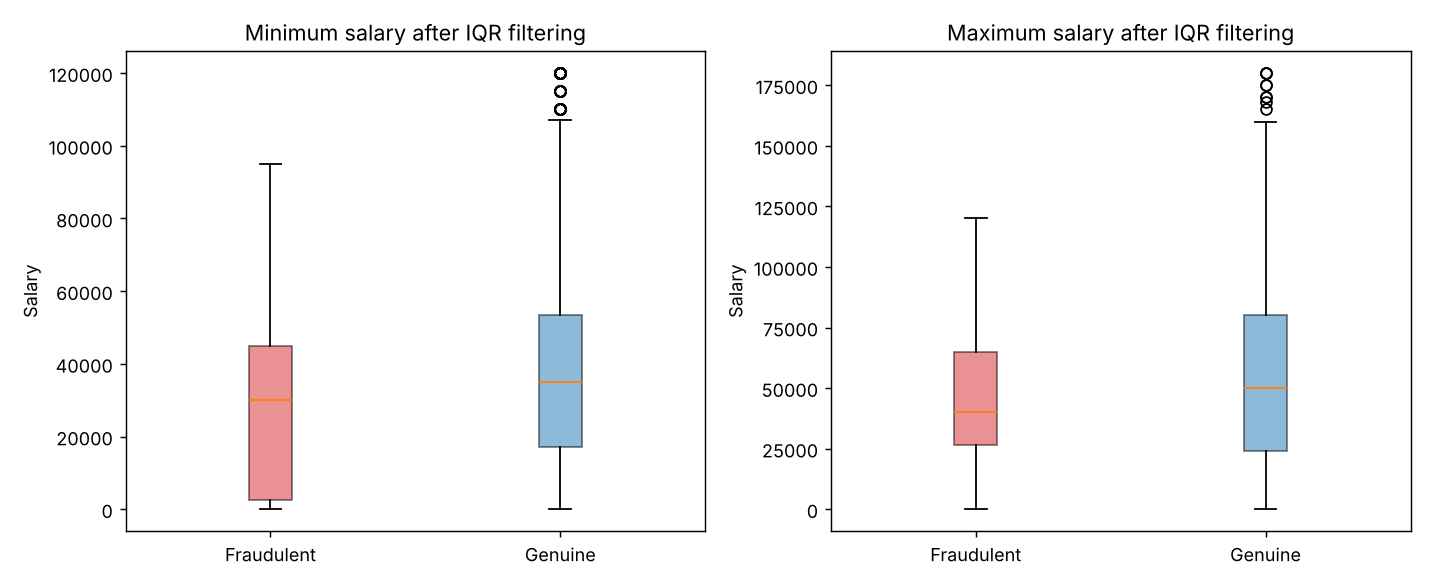 Minimum salary after IQR filtering
120000
100000
80000
60000
40000
20000
0
Salary
Fraudulent
Genuine
Maximum salary after IQR filtering
175000
150000
125000
100000
75000
50000
25000
0
Salary
Fraudulent
Genuine